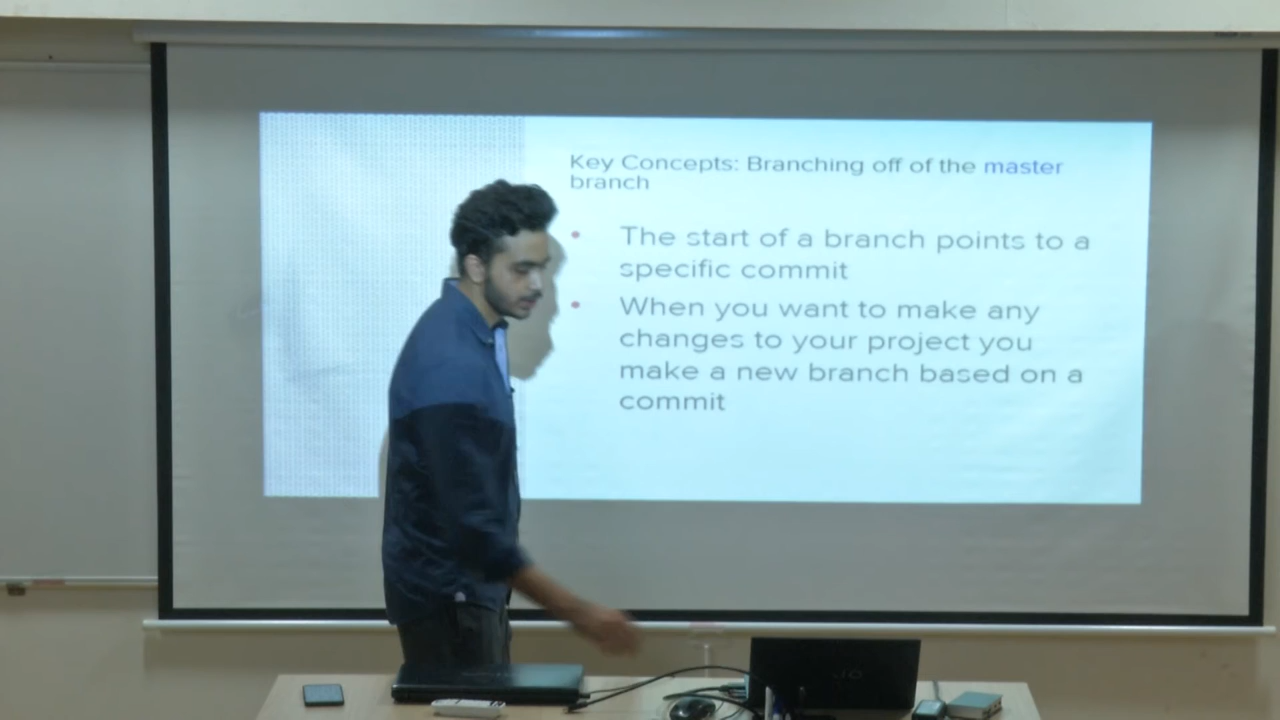 Key Concepts: Branching off of the master
branch
• The start of a branch points to a
specific commit
• When you want to make any
changes to your project you
make a new branch based on a
commit